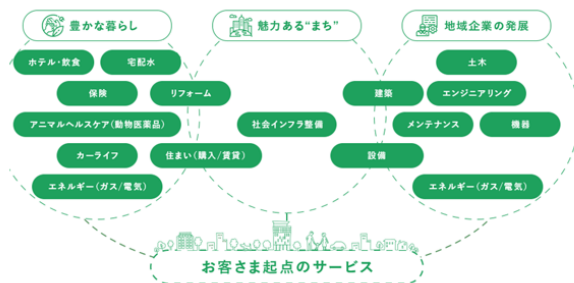 豊かな暮らし
魅力ある“まち”
地域企業の発展
ホテル・飲食
宅配水
保険
リフォーム
アニマルヘルスケア（動物医薬品）
カーライフ
住まい（購入/賃貸）
エネルギー（ガス/電気）
社会インフラ整備
土木
建築
エンジニアリング
メンテナンス
機器
設備
エネルギー（ガス/電気）
お客さま起点のサービス